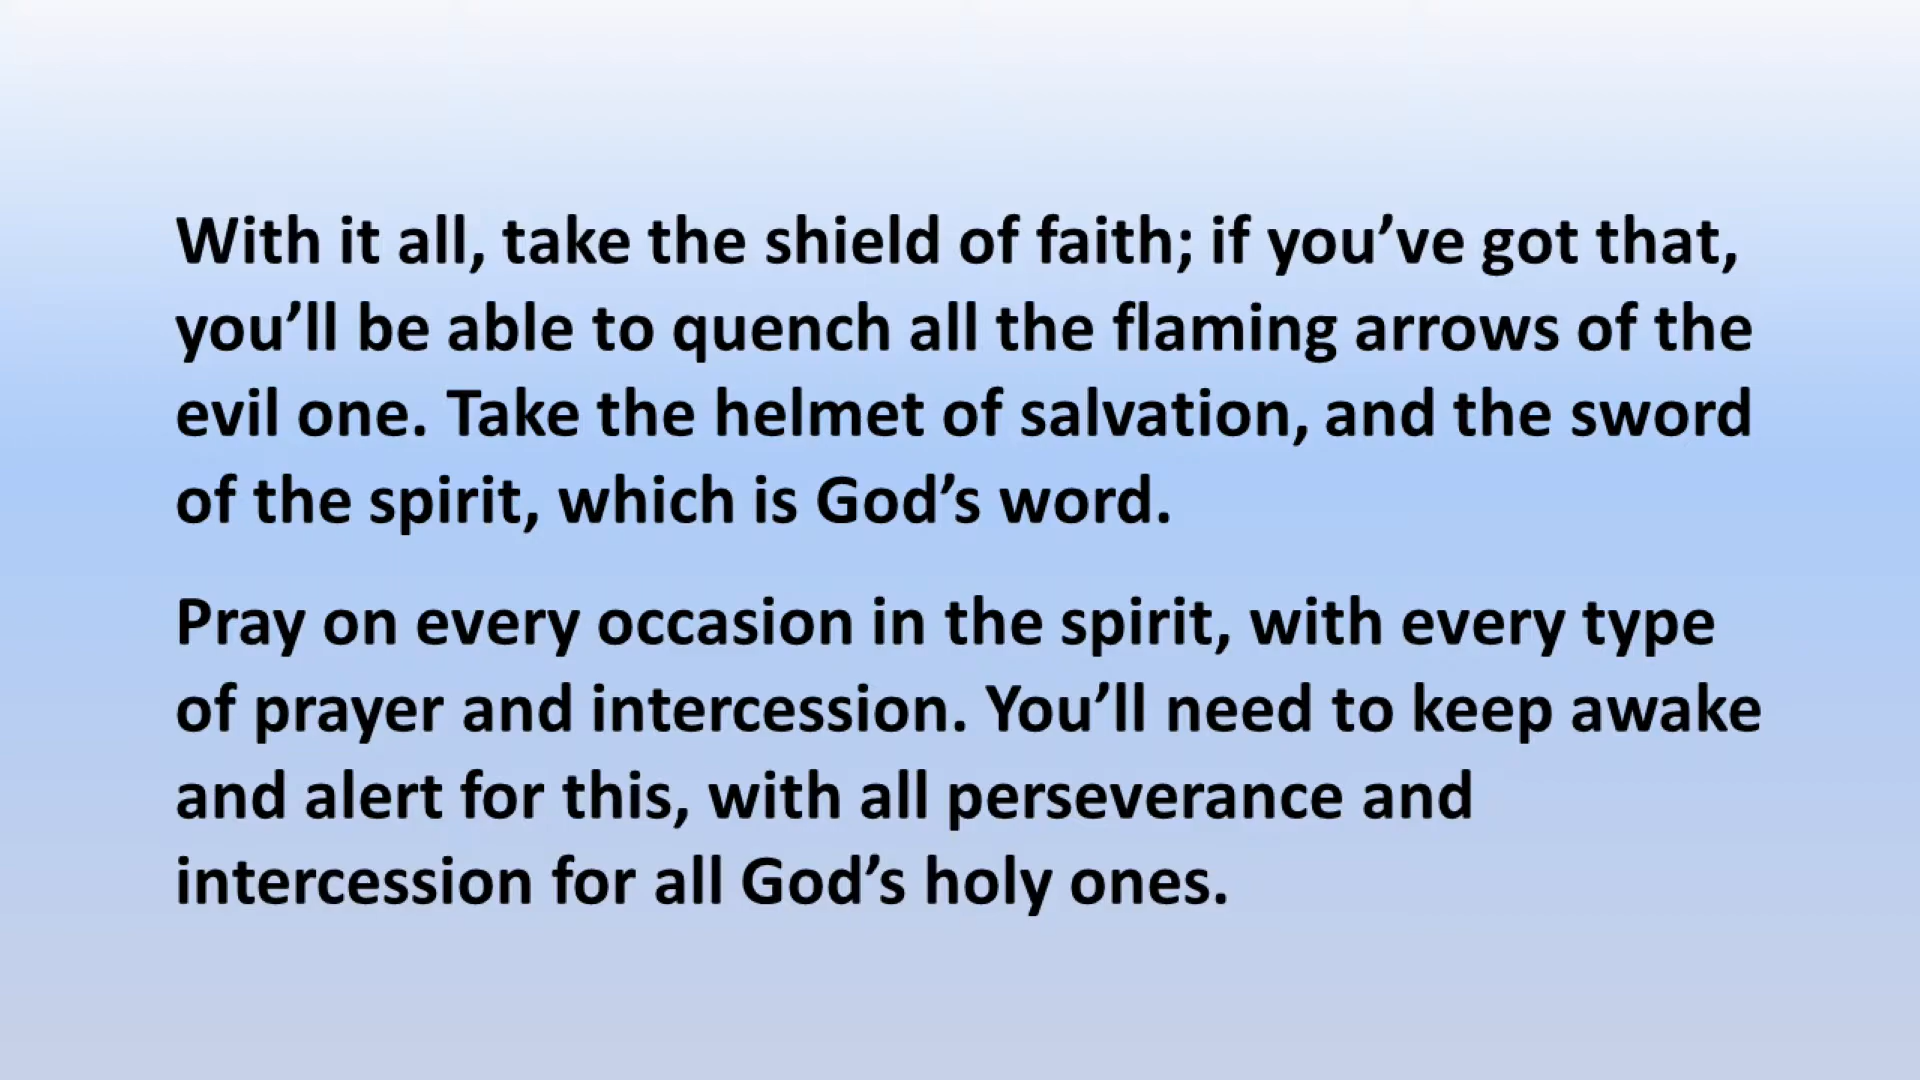 With it all, take the shield of faith; if you’ve got that,
you’ll be able to quench all the flaming arrows of the
evil one. Take the helmet of salvation, and the sword
of the spirit, which is God’s word.
Pray on every occasion in the spirit, with every type
of prayer and intercession. You’ll need to keep awake
and alert for this, with all perseverance and
intercession for all God’s holy ones.